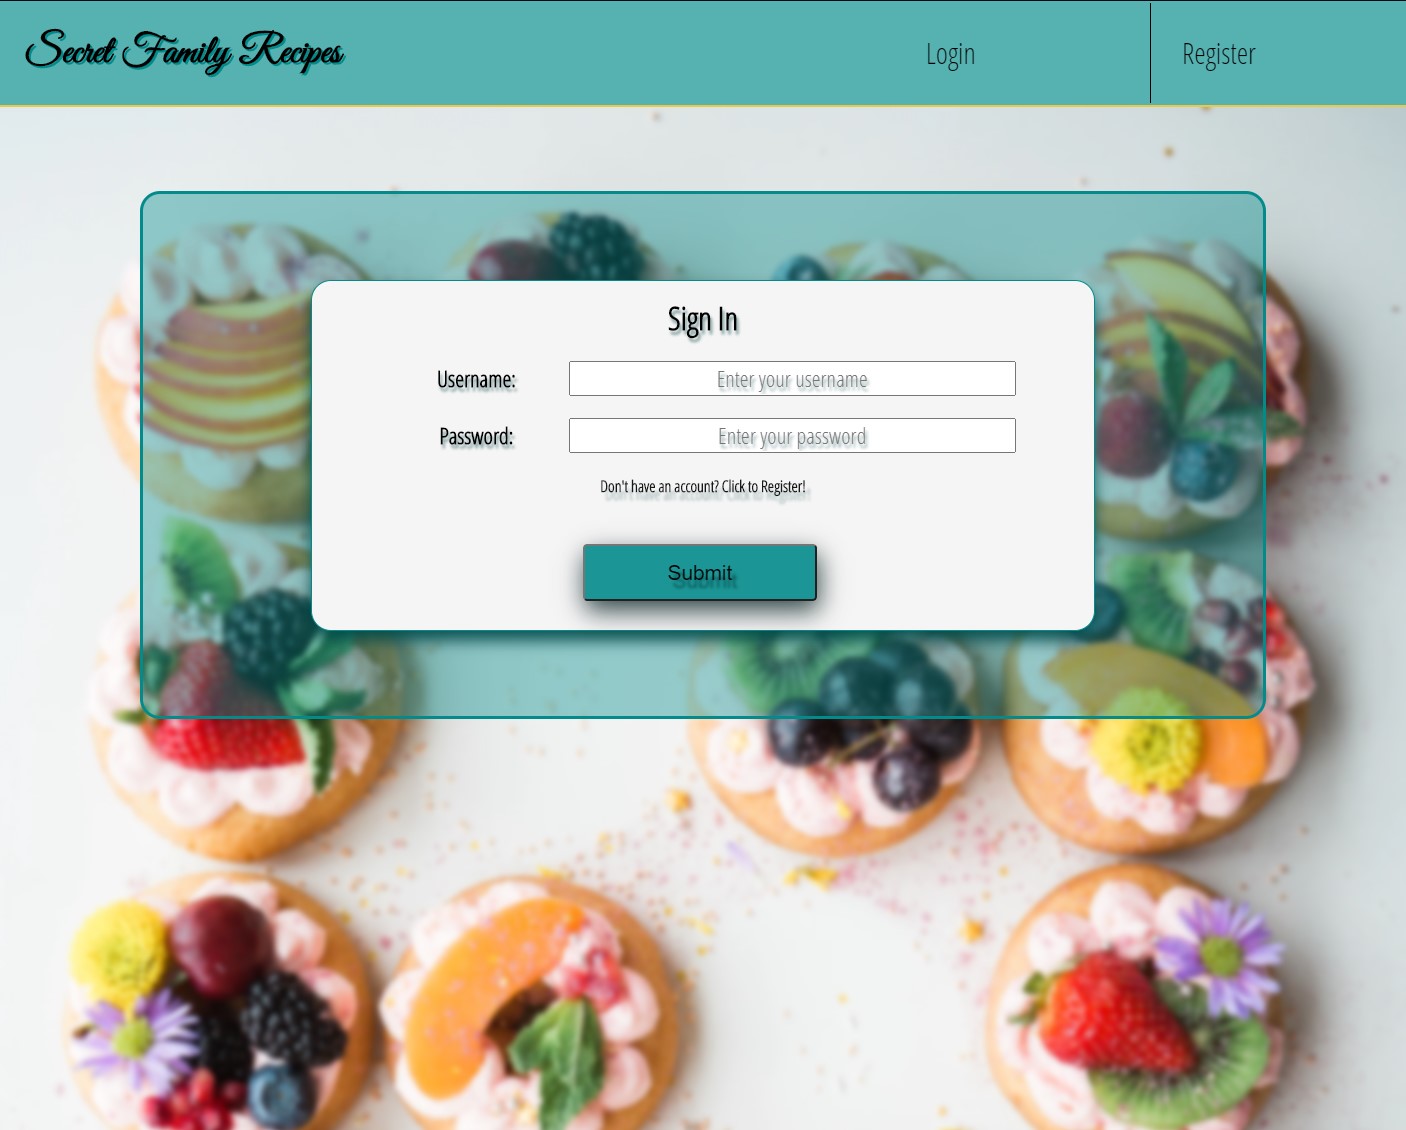 Secret Family Recipes
Login
Register
Sign In
Username:
Enter your username
Password:
Enter your password
Don't have an account? Click to Register!
Submit